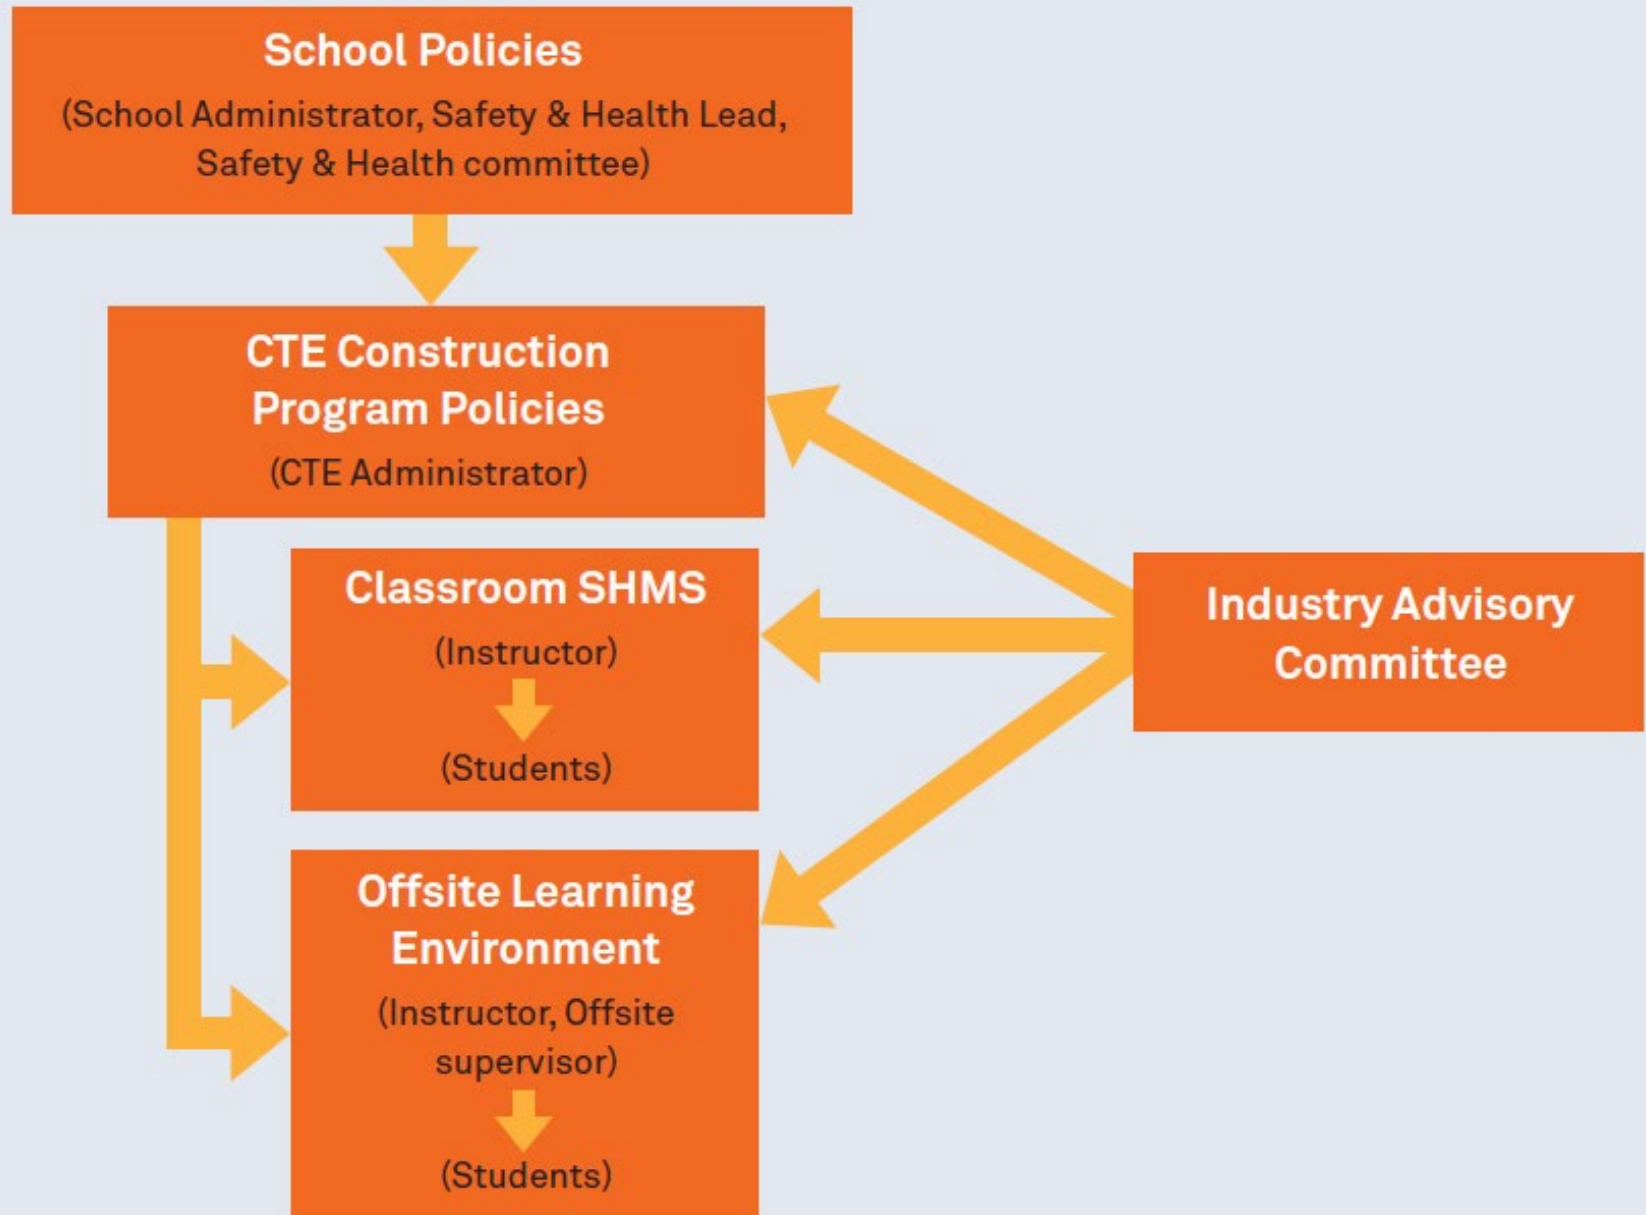 School Policies
(School Administrator, Safety & Health Lead,
Safety & Health committee)
CTE Construction
Program Policies
(CTE Administrator)
Classroom SHMS
(Instructor)
(Students)
Offsite Learning
Environment
(Instructor, Offsite
supervisor)
(Students)
Industry Advisory
Committee